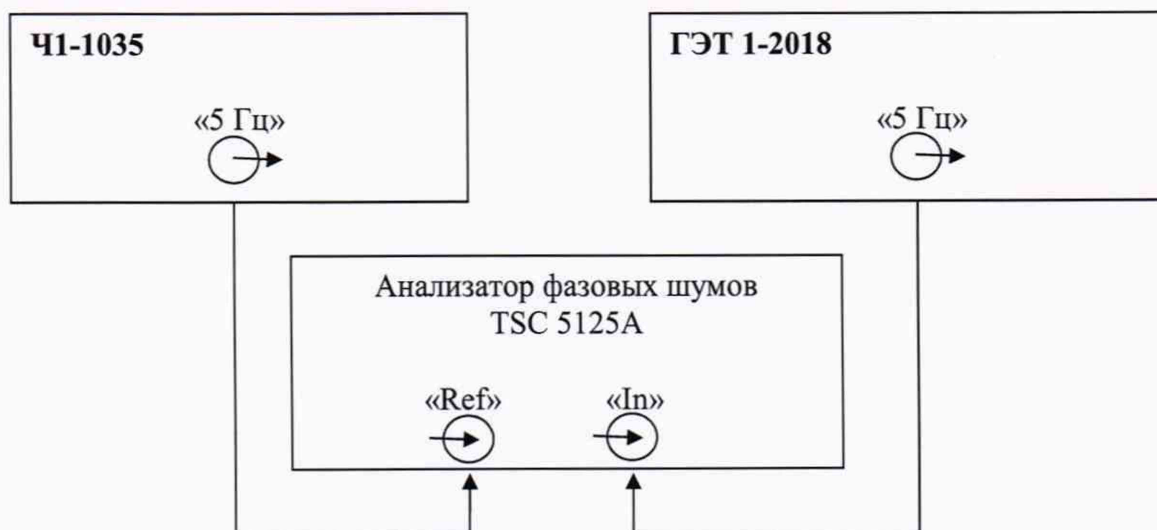 Ч1-1035
ГЭТ 1-2018
«5 Гц»
«5 Гц»
Анализатор фазовых шумов
TSC 5125A
«Ref»
«In»